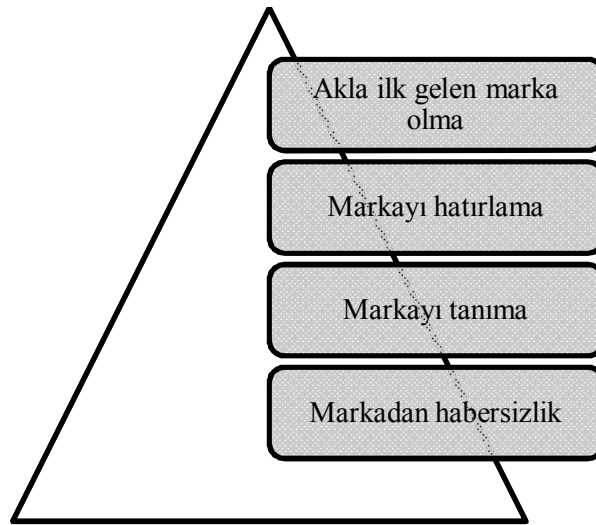 Akla ilk gelen marka
olma
Markayı hatırlama
Markayı tanıma
Markadan habersizlik